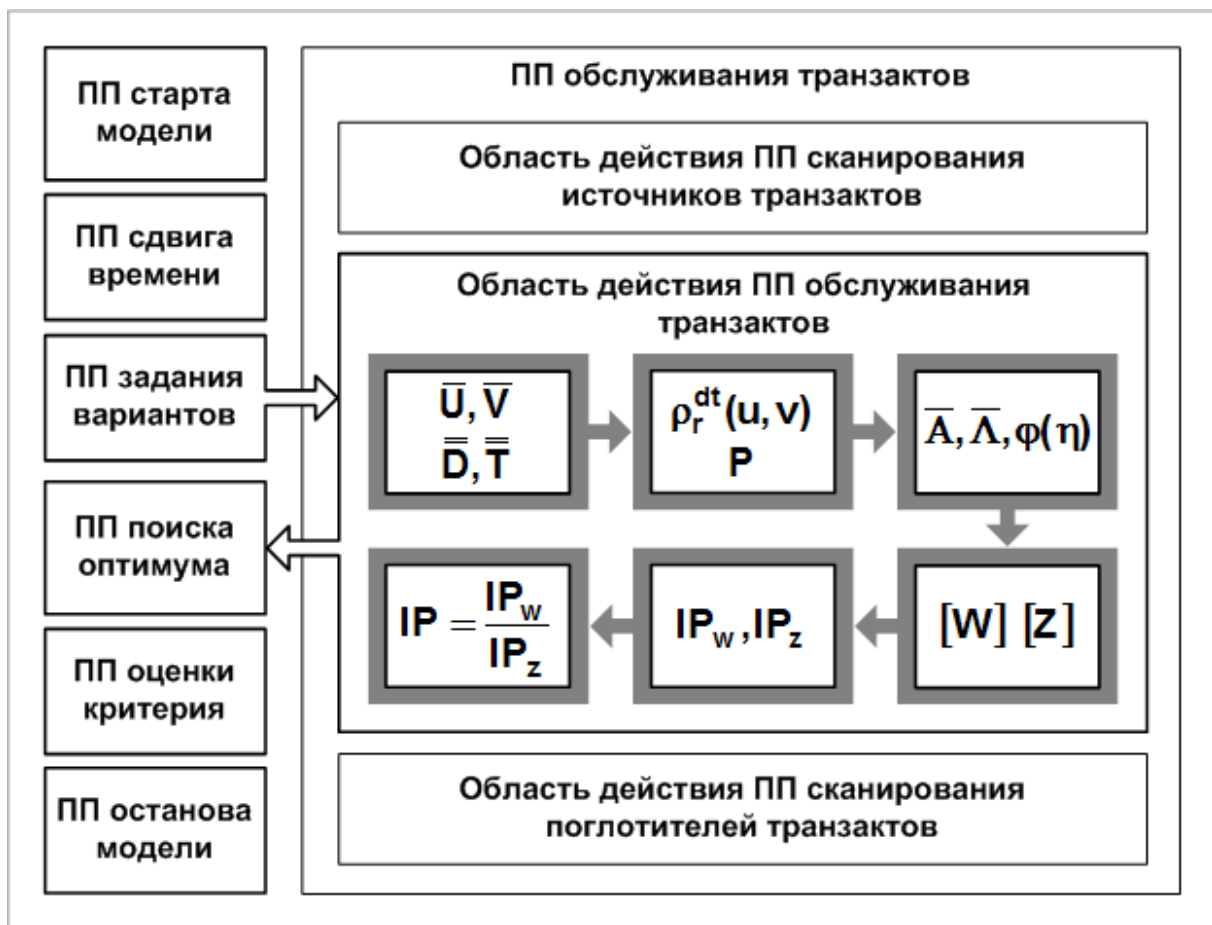 ПП старта
модели
ПП сдвига
времени
ПП задания
вариантов
ПП поиска
оптимума
ПП оценки
критерия
ПП останова
модели
ПП обслуживания транзактов
Область действия ПП сканирования
источников транзактов
Область действия ПП обслуживания
транзактов
U̅, V̅
D̿, T̿
ρ_r^dt(u, v)
P
A̅, Λ̅, φ(η)
[W] [Z]
IP_w, IP_z
IP = IP_w / IP_z
Область действия ПП сканирования
поглотителей транзактов